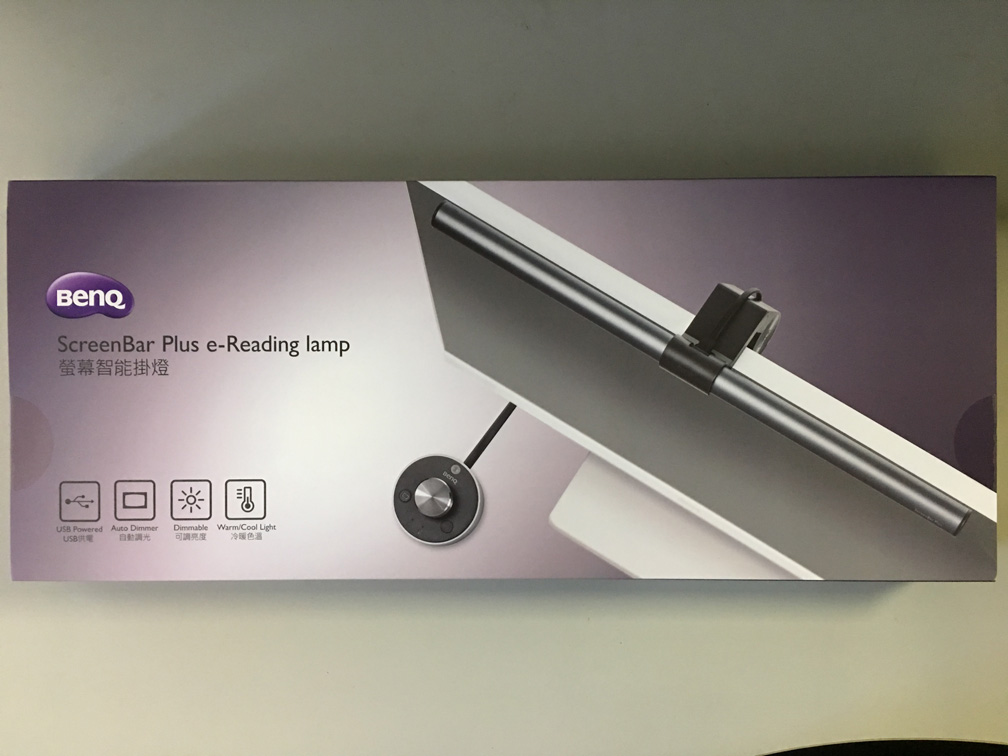 BenQ
ScreenBar Plus e-Reading lamp
螢幕智能掛燈
BenQ
USB Powered
USB供電
Auto Dimmer
自動調光
Dimmable
可調亮度
Warm/Cool Light
冷暖色溫